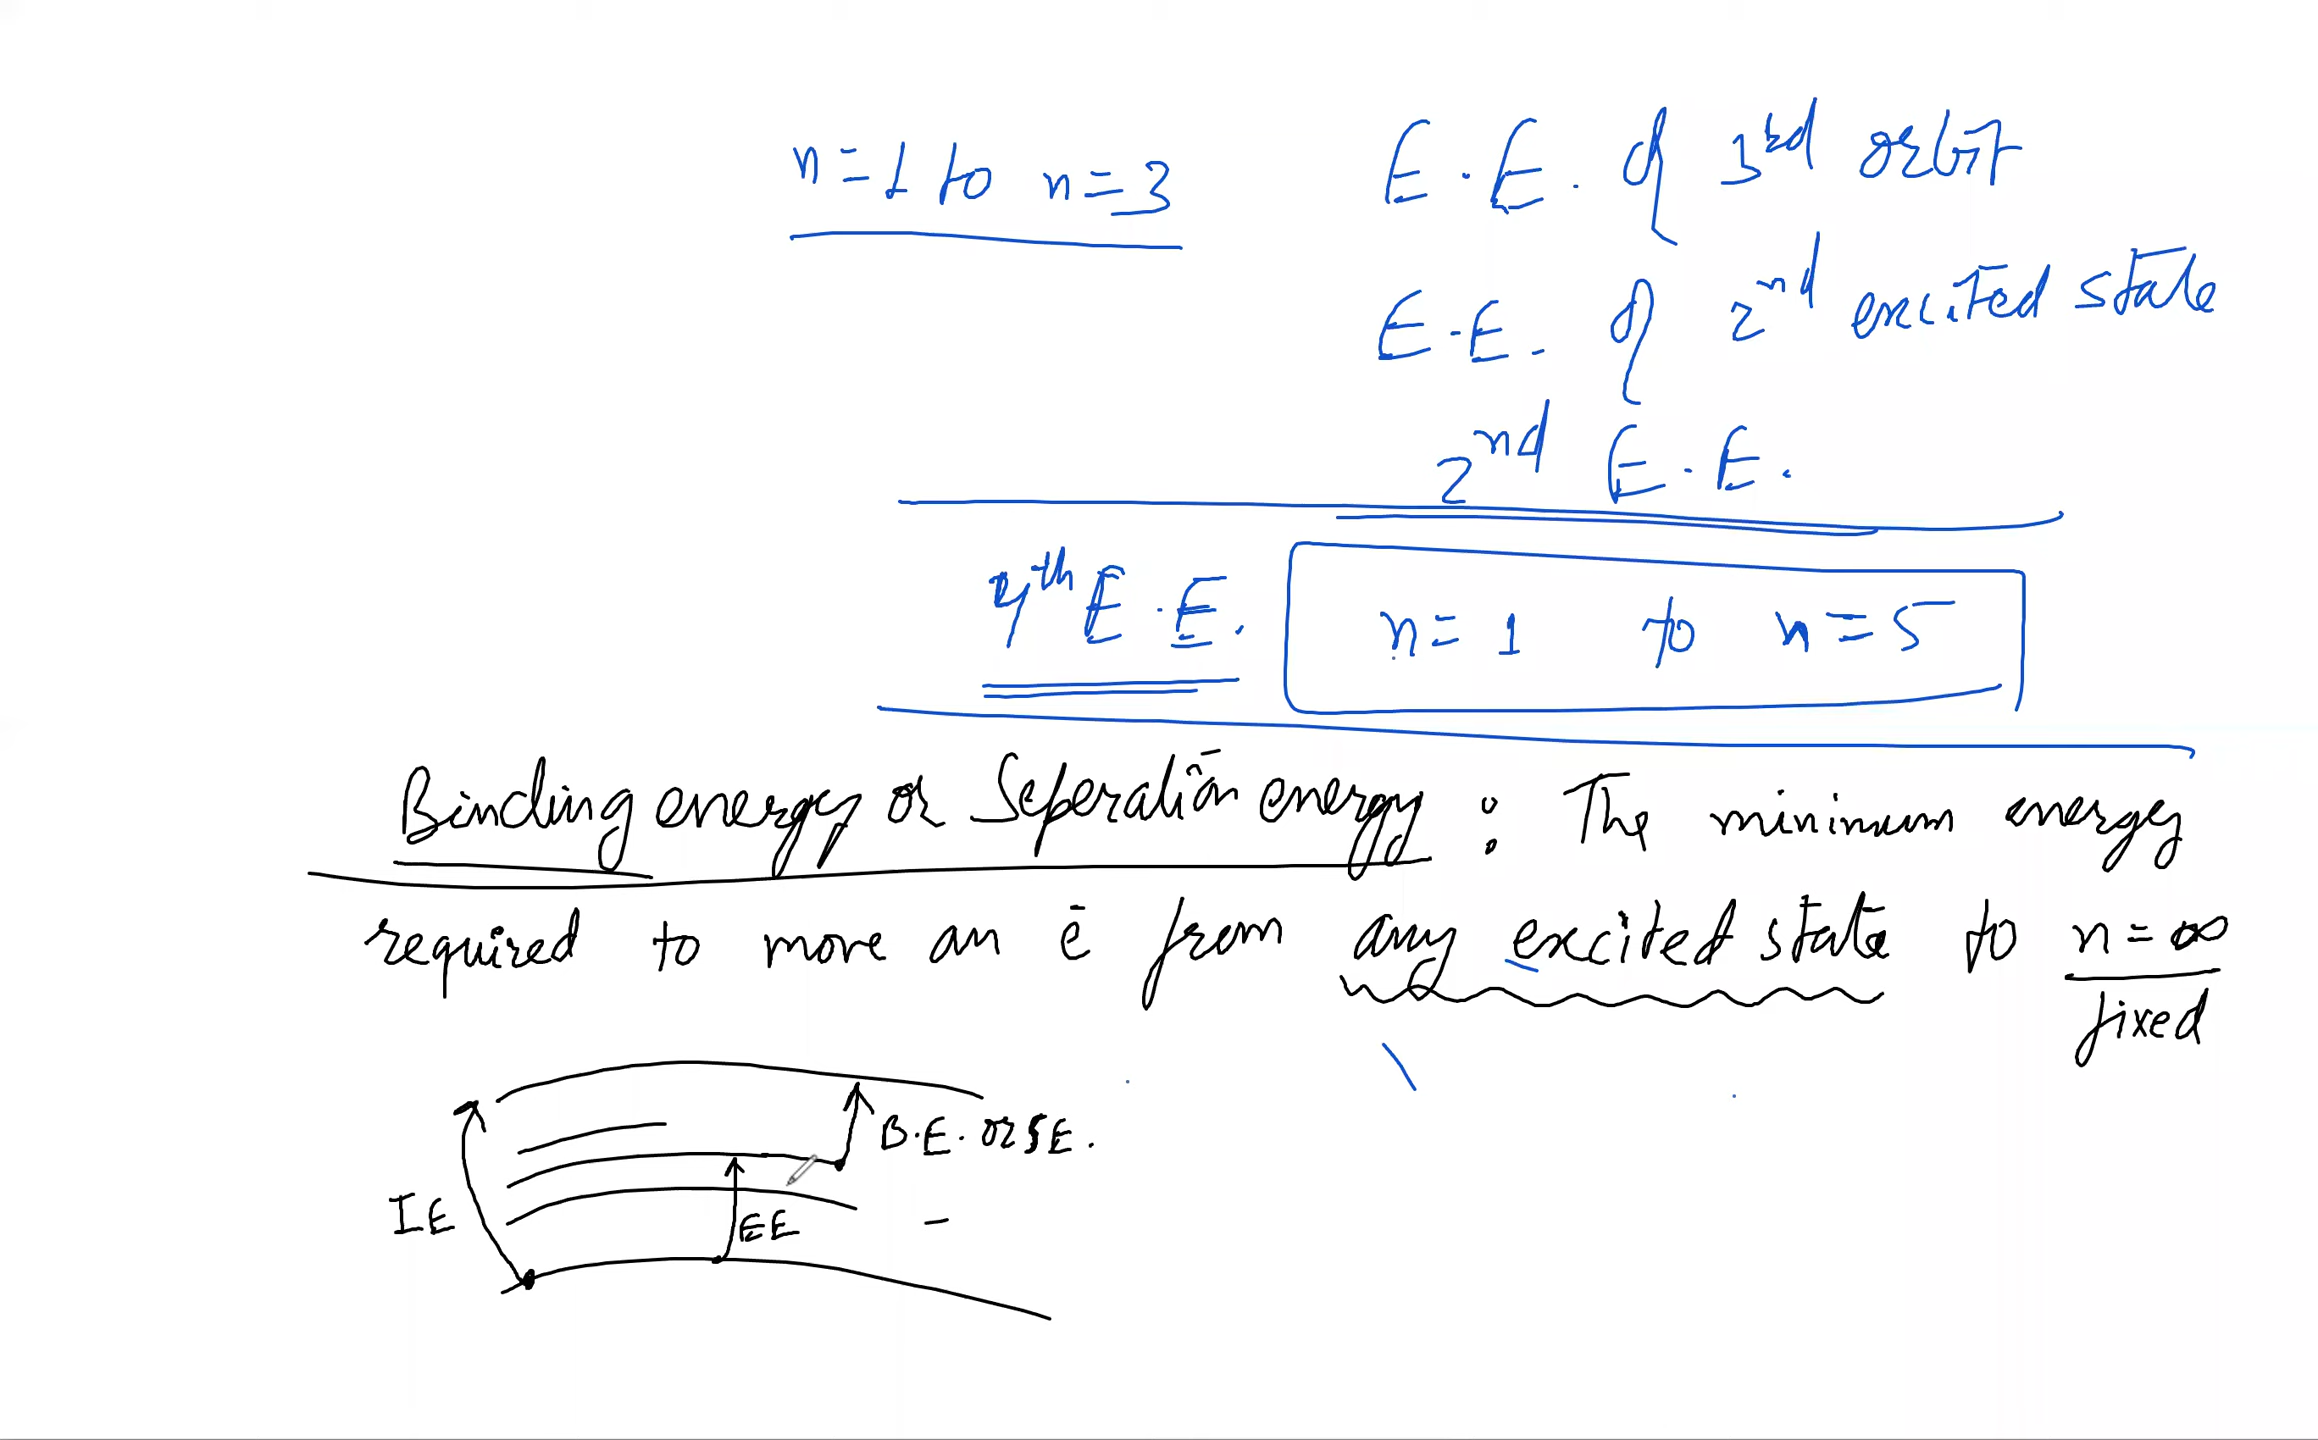 n=1 to n=3
E.E. of 3rd orbit
E.E. of 2nd excited state
2nd E.E.
4th E.E. n=1 to n=5
Binding energy or Seperation energy : The minimum energy
required to move an ē from any excited state to n=∞
fixed
B.E. or SE.
IE
EE